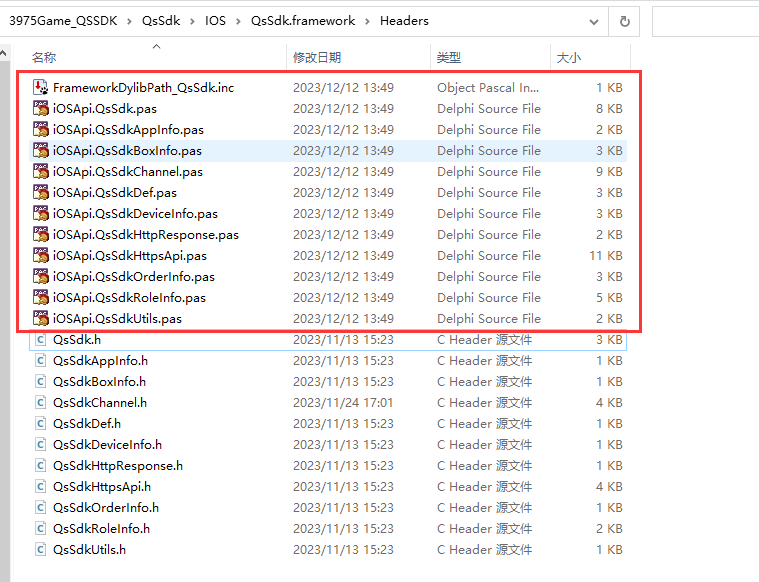 3975Game_QSSDK > QsSdk > IOS > QsSdk.framework > Headers
名称 修改日期 类型 大小
FrameworkDylibPath_QsSdk.inc 2023/12/12 13:49 Object Pascal In... 1 KB
iOSApi.QsSdk.pas 2023/12/12 13:49 Delphi Source File 8 KB
iOSApi.QsSdkAppInfo.pas 2023/12/12 13:49 Delphi Source File 2 KB
iOSApi.QsSdkBoxInfo.pas 2023/12/12 13:49 Delphi Source File 3 KB
iOSApi.QsSdkChannel.pas 2023/12/12 13:49 Delphi Source File 9 KB
iOSApi.QsSdkDef.pas 2023/12/12 13:49 Delphi Source File 3 KB
iOSApi.QsSdkDeviceInfo.pas 2023/12/12 13:49 Delphi Source File 3 KB
iOSApi.QsSdkHttpResponse.pas 2023/12/12 13:49 Delphi Source File 2 KB
iOSApi.QsSdkHttpsApi.pas 2023/12/12 13:49 Delphi Source File 11 KB
iOSApi.QsSdkOrderInfo.pas 2023/12/12 13:49 Delphi Source File 3 KB
iOSApi.QsSdkRoleInfo.pas 2023/12/12 13:49 Delphi Source File 5 KB
iOSApi.QsSdkUtils.pas 2023/12/12 13:49 Delphi Source File 2 KB
QsSdk.h 2023/11/13 15:23 C Header 源文件 3 KB
QsSdkAppInfo.h 2023/11/13 15:23 C Header 源文件 1 KB
QsSdkBoxInfo.h 2023/11/13 15:23 C Header 源文件 1 KB
QsSdkChannel.h 2023/11/24 17:01 C Header 源文件 4 KB
QsSdkDef.h 2023/11/13 15:23 C Header 源文件 1 KB
QsSdkDeviceInfo.h 2023/11/13 15:23 C Header 源文件 1 KB
QsSdkHttpResponse.h 2023/11/13 15:23 C Header 源文件 1 KB
QsSdkHttpsApi.h 2023/11/13 15:23 C Header 源文件 4 KB
QsSdkOrderInfo.h 2023/11/13 15:23 C Header 源文件 1 KB
QsSdkRoleInfo.h 2023/11/13 15:23 C Header 源文件 2 KB
QsSdkUtils.h 2023/11/13 15:23 C Header 源文件 1 KB